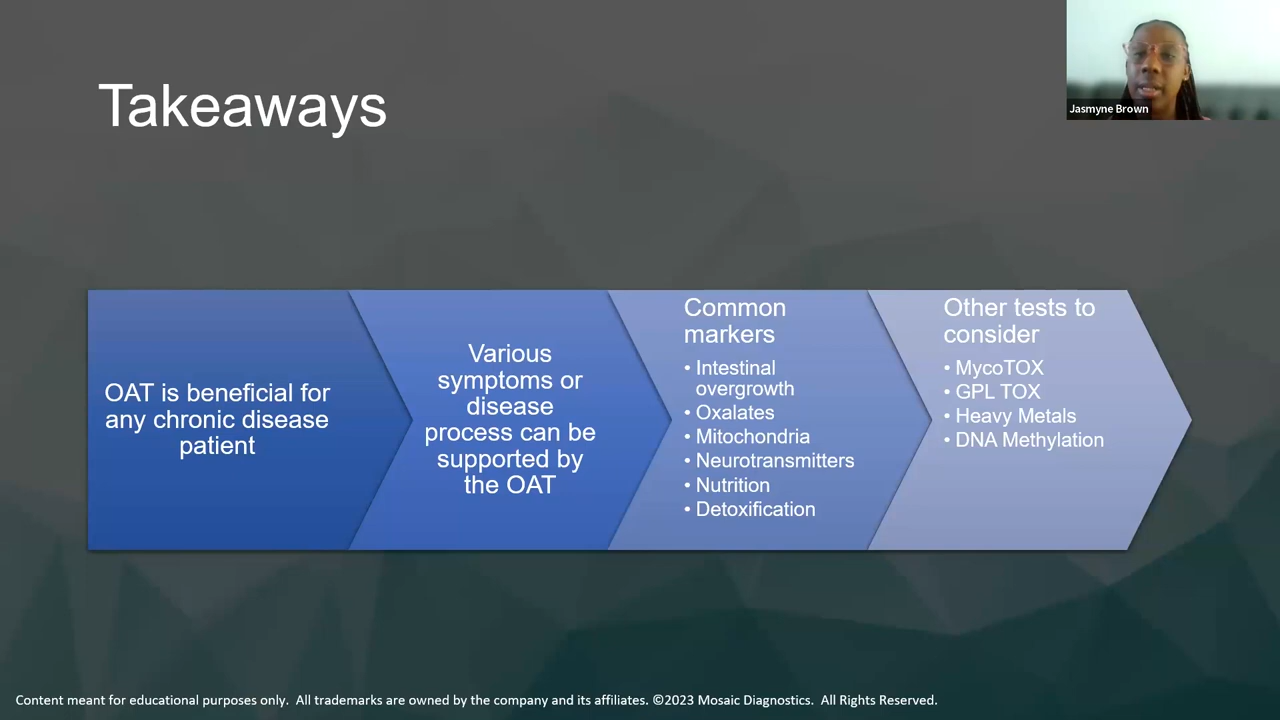 Takeaways
Jasmyne Brown
OAT is beneficial for
any chronic disease
patient
Various
symptoms or
disease
process can be
supported by
the OAT
Common
markers
• Intestinal
overgrowth
• Oxalates
• Mitochondria
• Neurotransmitters
• Nutrition
• Detoxification
Other tests to
consider
• MycoTOX
• GPL TOX
• Heavy Metals
• DNA Methylation
Content meant for educational purposes only.  All trademarks are owned by the company and its affiliates. ©2023 Mosaic Diagnostics.  All Rights Reserved.